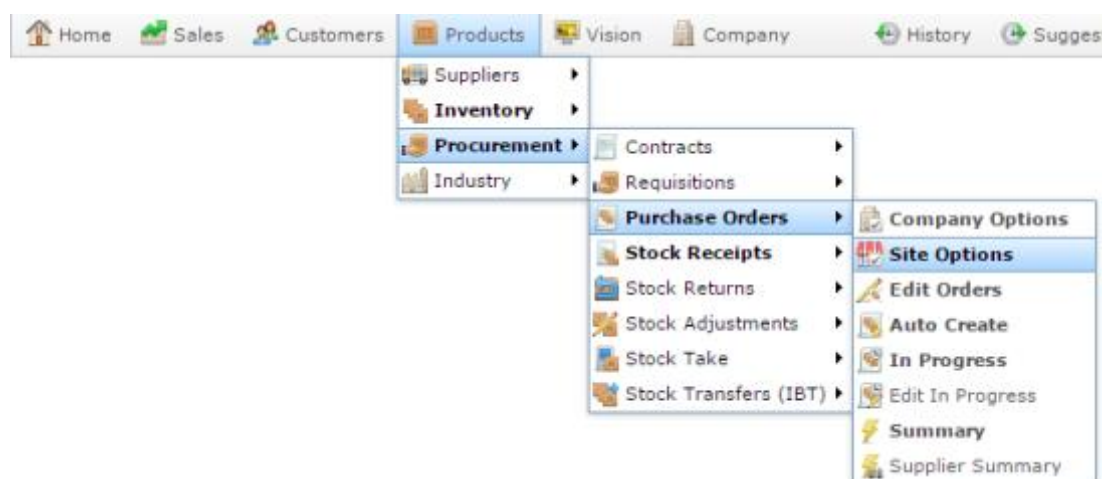 Home Sales Customers Products Vision Company History Sugges
Suppliers
Inventory
Procurement
Industry
Contracts
Requisitions
Purchase Orders
Stock Receipts
Stock Returns
Stock Adjustments
Stock Take
Stock Transfers (IBT)
Company Options
Site Options
Edit Orders
Auto Create
In Progress
Edit In Progress
Summary
Supplier Summary